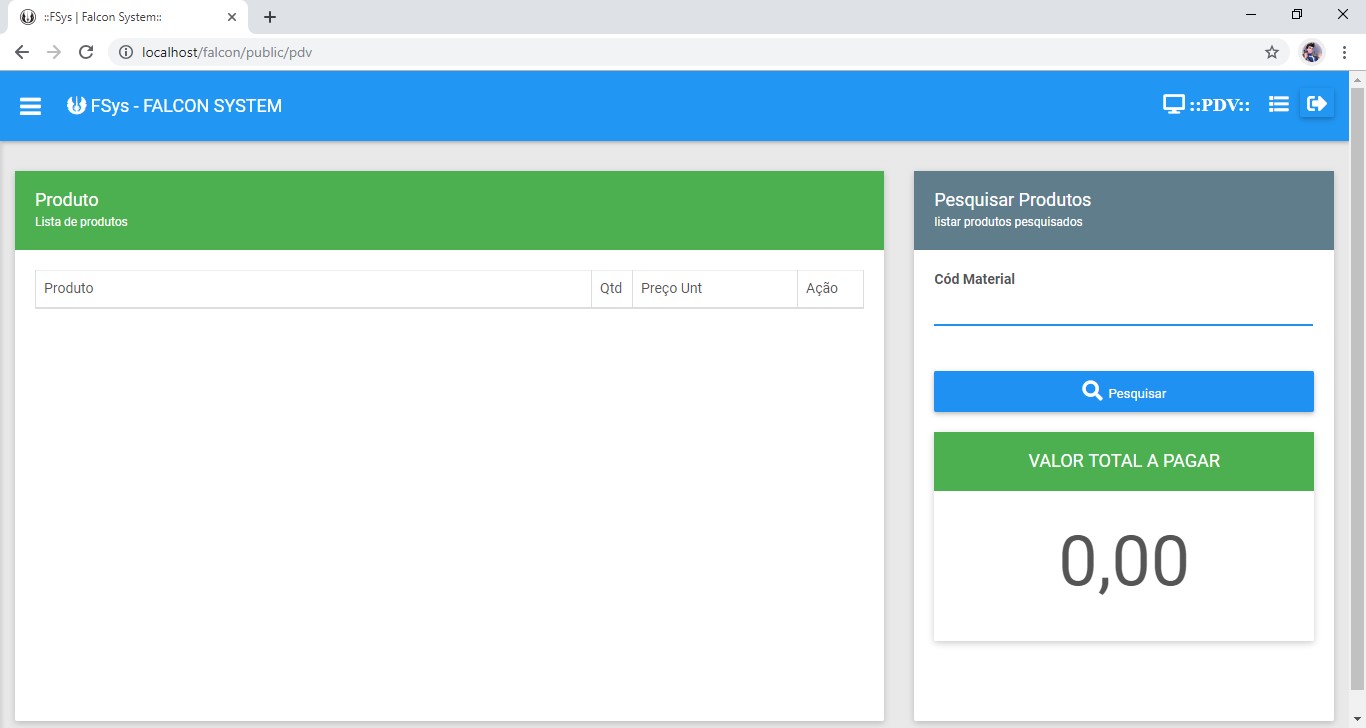 ::FSys | Falcon System::
localhost/falcon/public/pdv
FSys - FALCON SYSTEM
::PDV::
Produto
Lista de produtos
Produto Qtd Preço Unt Ação
Pesquisar Produtos
listar produtos pesquisados
Cód Material
Pesquisar
VALOR TOTAL A PAGAR
0,00